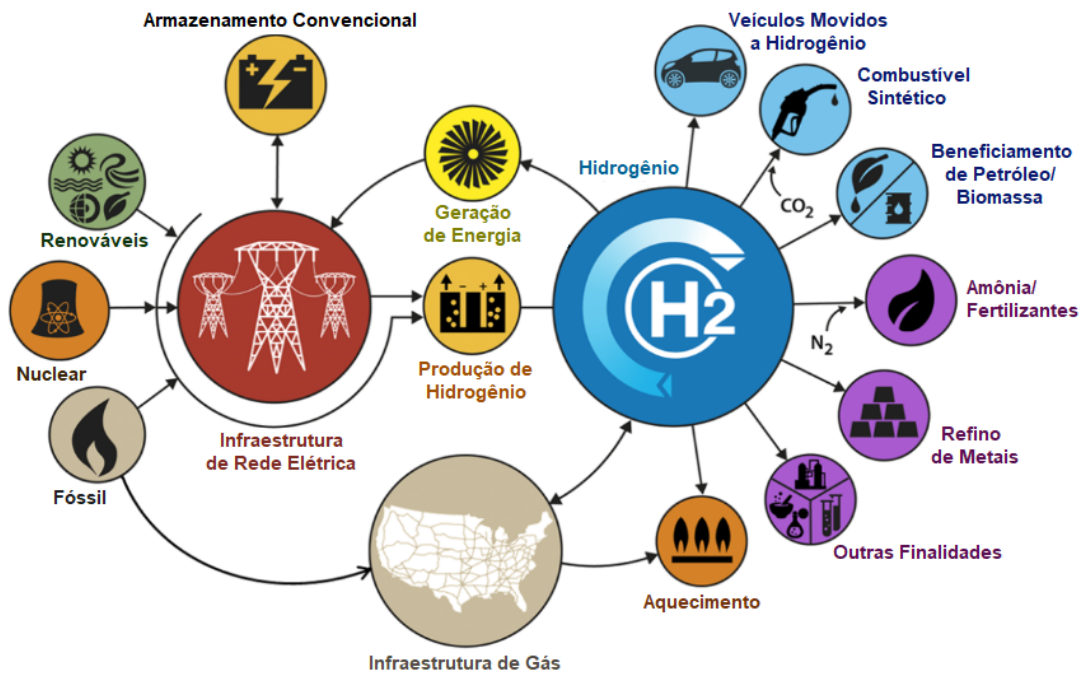 Armazenamento Convencional
Veículos Movidos
a Hidrogênio
Combustível
Sintético
Hidrogênio
Beneficiamento
de Petróleo/
Biomassa
CO2
Geração
de Energia
Renováveis
H2
Amônia/
Fertilizantes
N2
Nuclear
Produção de
Hidrogênio
Infraestrutura
de Rede Elétrica
Refino
de Metais
Fóssil
Outras Finalidades
Aquecimento
Infraestrutura de Gás